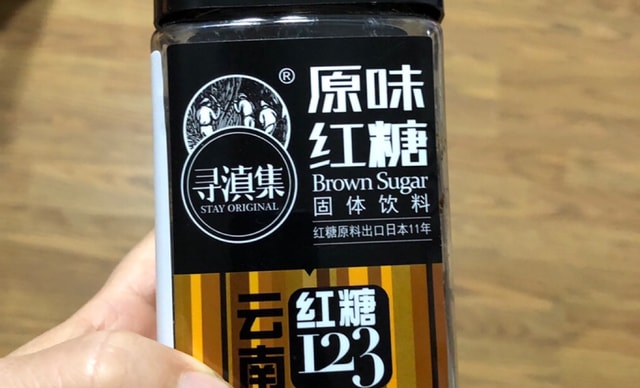 ®
寻滇集
STAY ORIGINAL
原味
红糖
Brown Sugar
固体饮料
红糖原料出口日本11年
云南
红糖
123